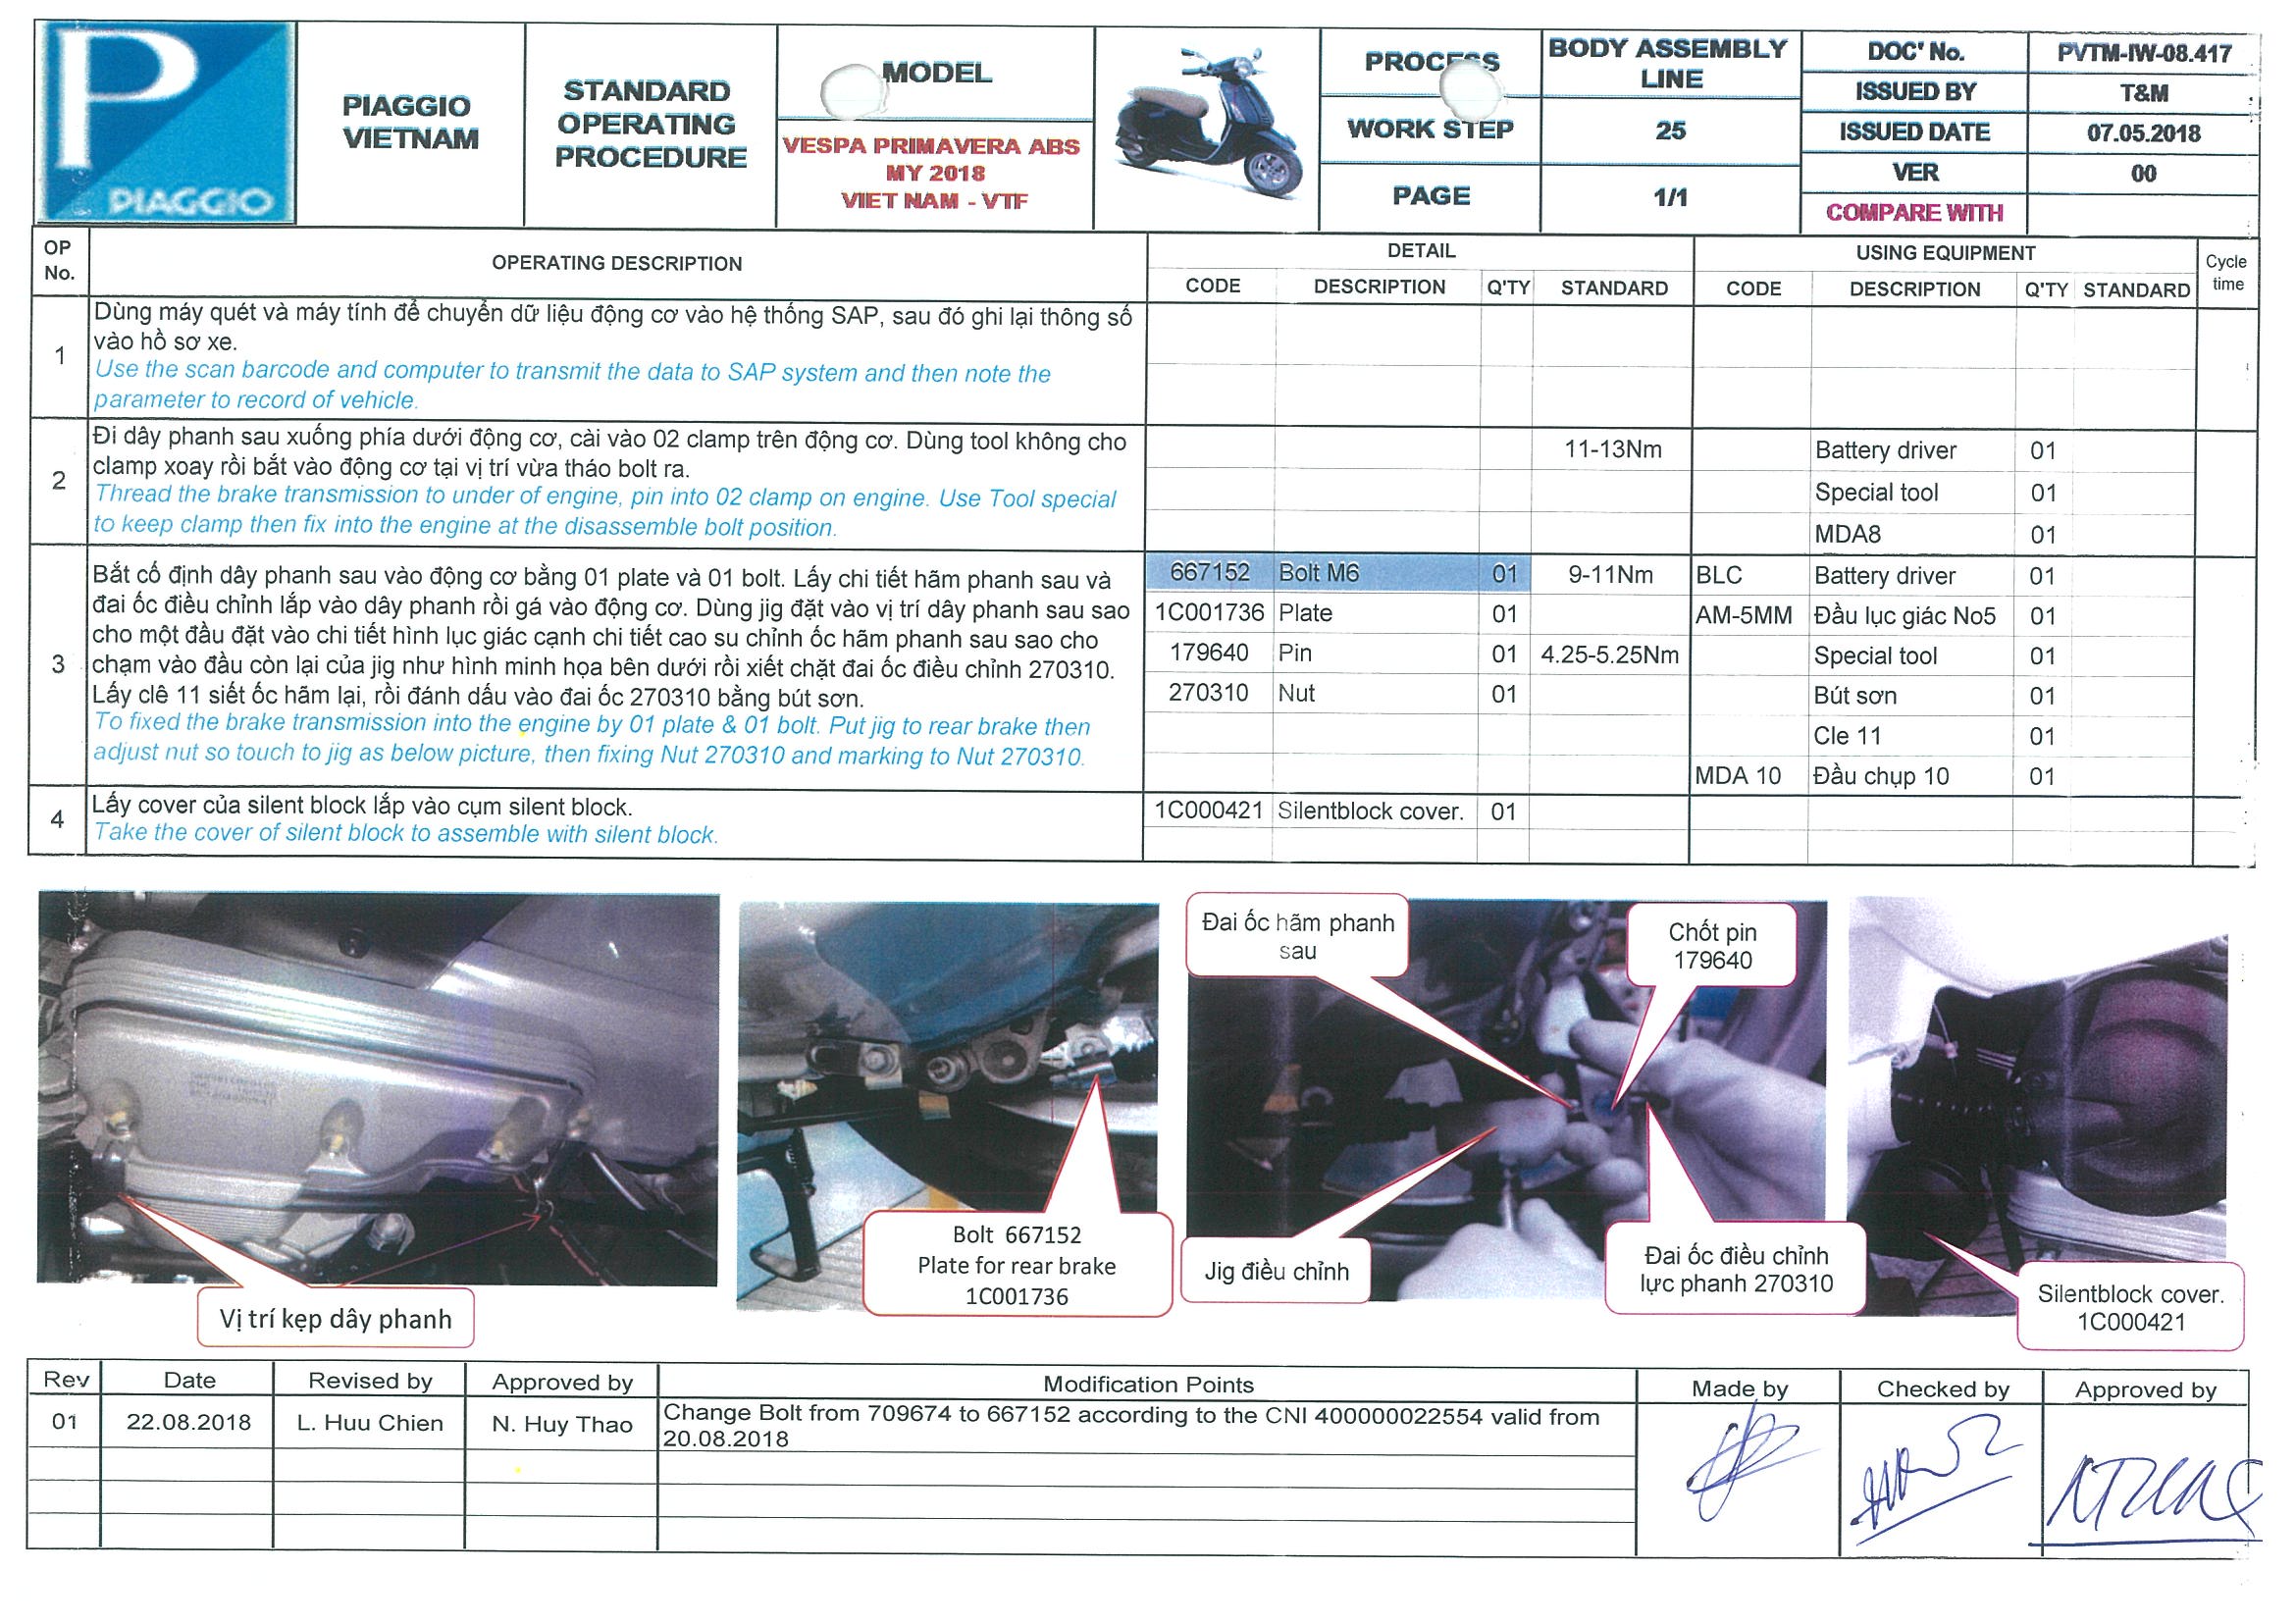 PIAGGIO
PIAGGIO
VIETNAM
STANDARD
OPERATING
PROCEDURE
MODEL
VESPA PRIMAVERA ABS
MY 2018
VIET NAM - VTF
PROCESS
BODY ASSEMBLY
LINE
WORK STEP
25
PAGE
1/1
DOC' No.
PVTM-IW-08.417
ISSUED BY
T&M
ISSUED DATE
07.05.2018
VER
00
COMPARE WITH
OP
No.
OPERATING DESCRIPTION
DETAIL
USING EQUIPMENT
Cycle
time
CODE DESCRIPTION Q'TY STANDARD CODE DESCRIPTION Q'TY STANDARD
1
Dùng máy quét và máy tính để chuyển dữ liệu động cơ vào hệ thống SAP, sau đó ghi lại thông số
vào hồ sơ xe.
Use the scan barcode and computer to transmit the data to SAP system and then note the
parameter to record of vehicle.
2
Đi dây phanh sau xuống phía dưới động cơ, cài vào 02 clamp trên động cơ. Dùng tool không cho
clamp xoay rồi bắt vào động cơ tại vị trí vừa tháo bolt ra.
Thread the brake transmission to under of engine, pin into 02 clamp on engine. Use Tool special
to keep clamp then fix into the engine at the disassemble bolt position.
11-13Nm Battery driver 01
Special tool 01
MDA8 01
3
Bắt cố định dây phanh sau vào động cơ bằng 01 plate và 01 bolt. Lấy chi tiết hãm phanh sau và
đai ốc điều chỉnh lắp vào dây phanh rồi gá vào động cơ. Dùng jig đặt vào vị trí dây phanh sau sao
cho một đầu đặt vào chi tiết hình lục giác cạnh chi tiết cao su chỉnh ốc hãm phanh sau sao cho
chạm vào đầu còn lại của jig như hình minh họa bên dưới rồi xiết chặt đai ốc điều chỉnh 270310.
Lấy clê 11 siết ốc hãm lại, rồi đánh dấu vào đai ốc 270310 bằng bút sơn.
To fixed the brake transmission into the engine by 01 plate & 01 bolt. Put jig to rear brake then
adjust nut so touch to jig as below picture, then fixing Nut 270310 and marking to Nut 270310.
667152 Bolt M6 01 9-11Nm BLC Battery driver 01
1C001736 Plate 01 AM-5MM Đầu lục giác No5 01
179640 Pin 01 4.25-5.25Nm Special tool 01
270310 Nut 01 Bút sơn 01
Cle 11 01
MDA 10 Đầu chụp 10 01
4
Lấy cover của silent block lắp vào cụm silent block.
Take the cover of silent block to assemble with silent block.
1C000421 Silentblock cover. 01
Vị trí kẹp dây phanh
Bolt 667152
Plate for rear brake
1C001736
Đai ốc hãm phanh
sau
Chốt pin
179640
Jig điều chỉnh
Đai ốc điều chỉnh
lực phanh 270310
Silentblock cover.
1C000421
Rev Date Revised by Approved by Modification Points Made by Checked by Approved by
01 22.08.2018 L. Huu Chien N. Huy Thao
Change Bolt from 709674 to 667152 according to the CNI 400000022554 valid from
20.08.2018